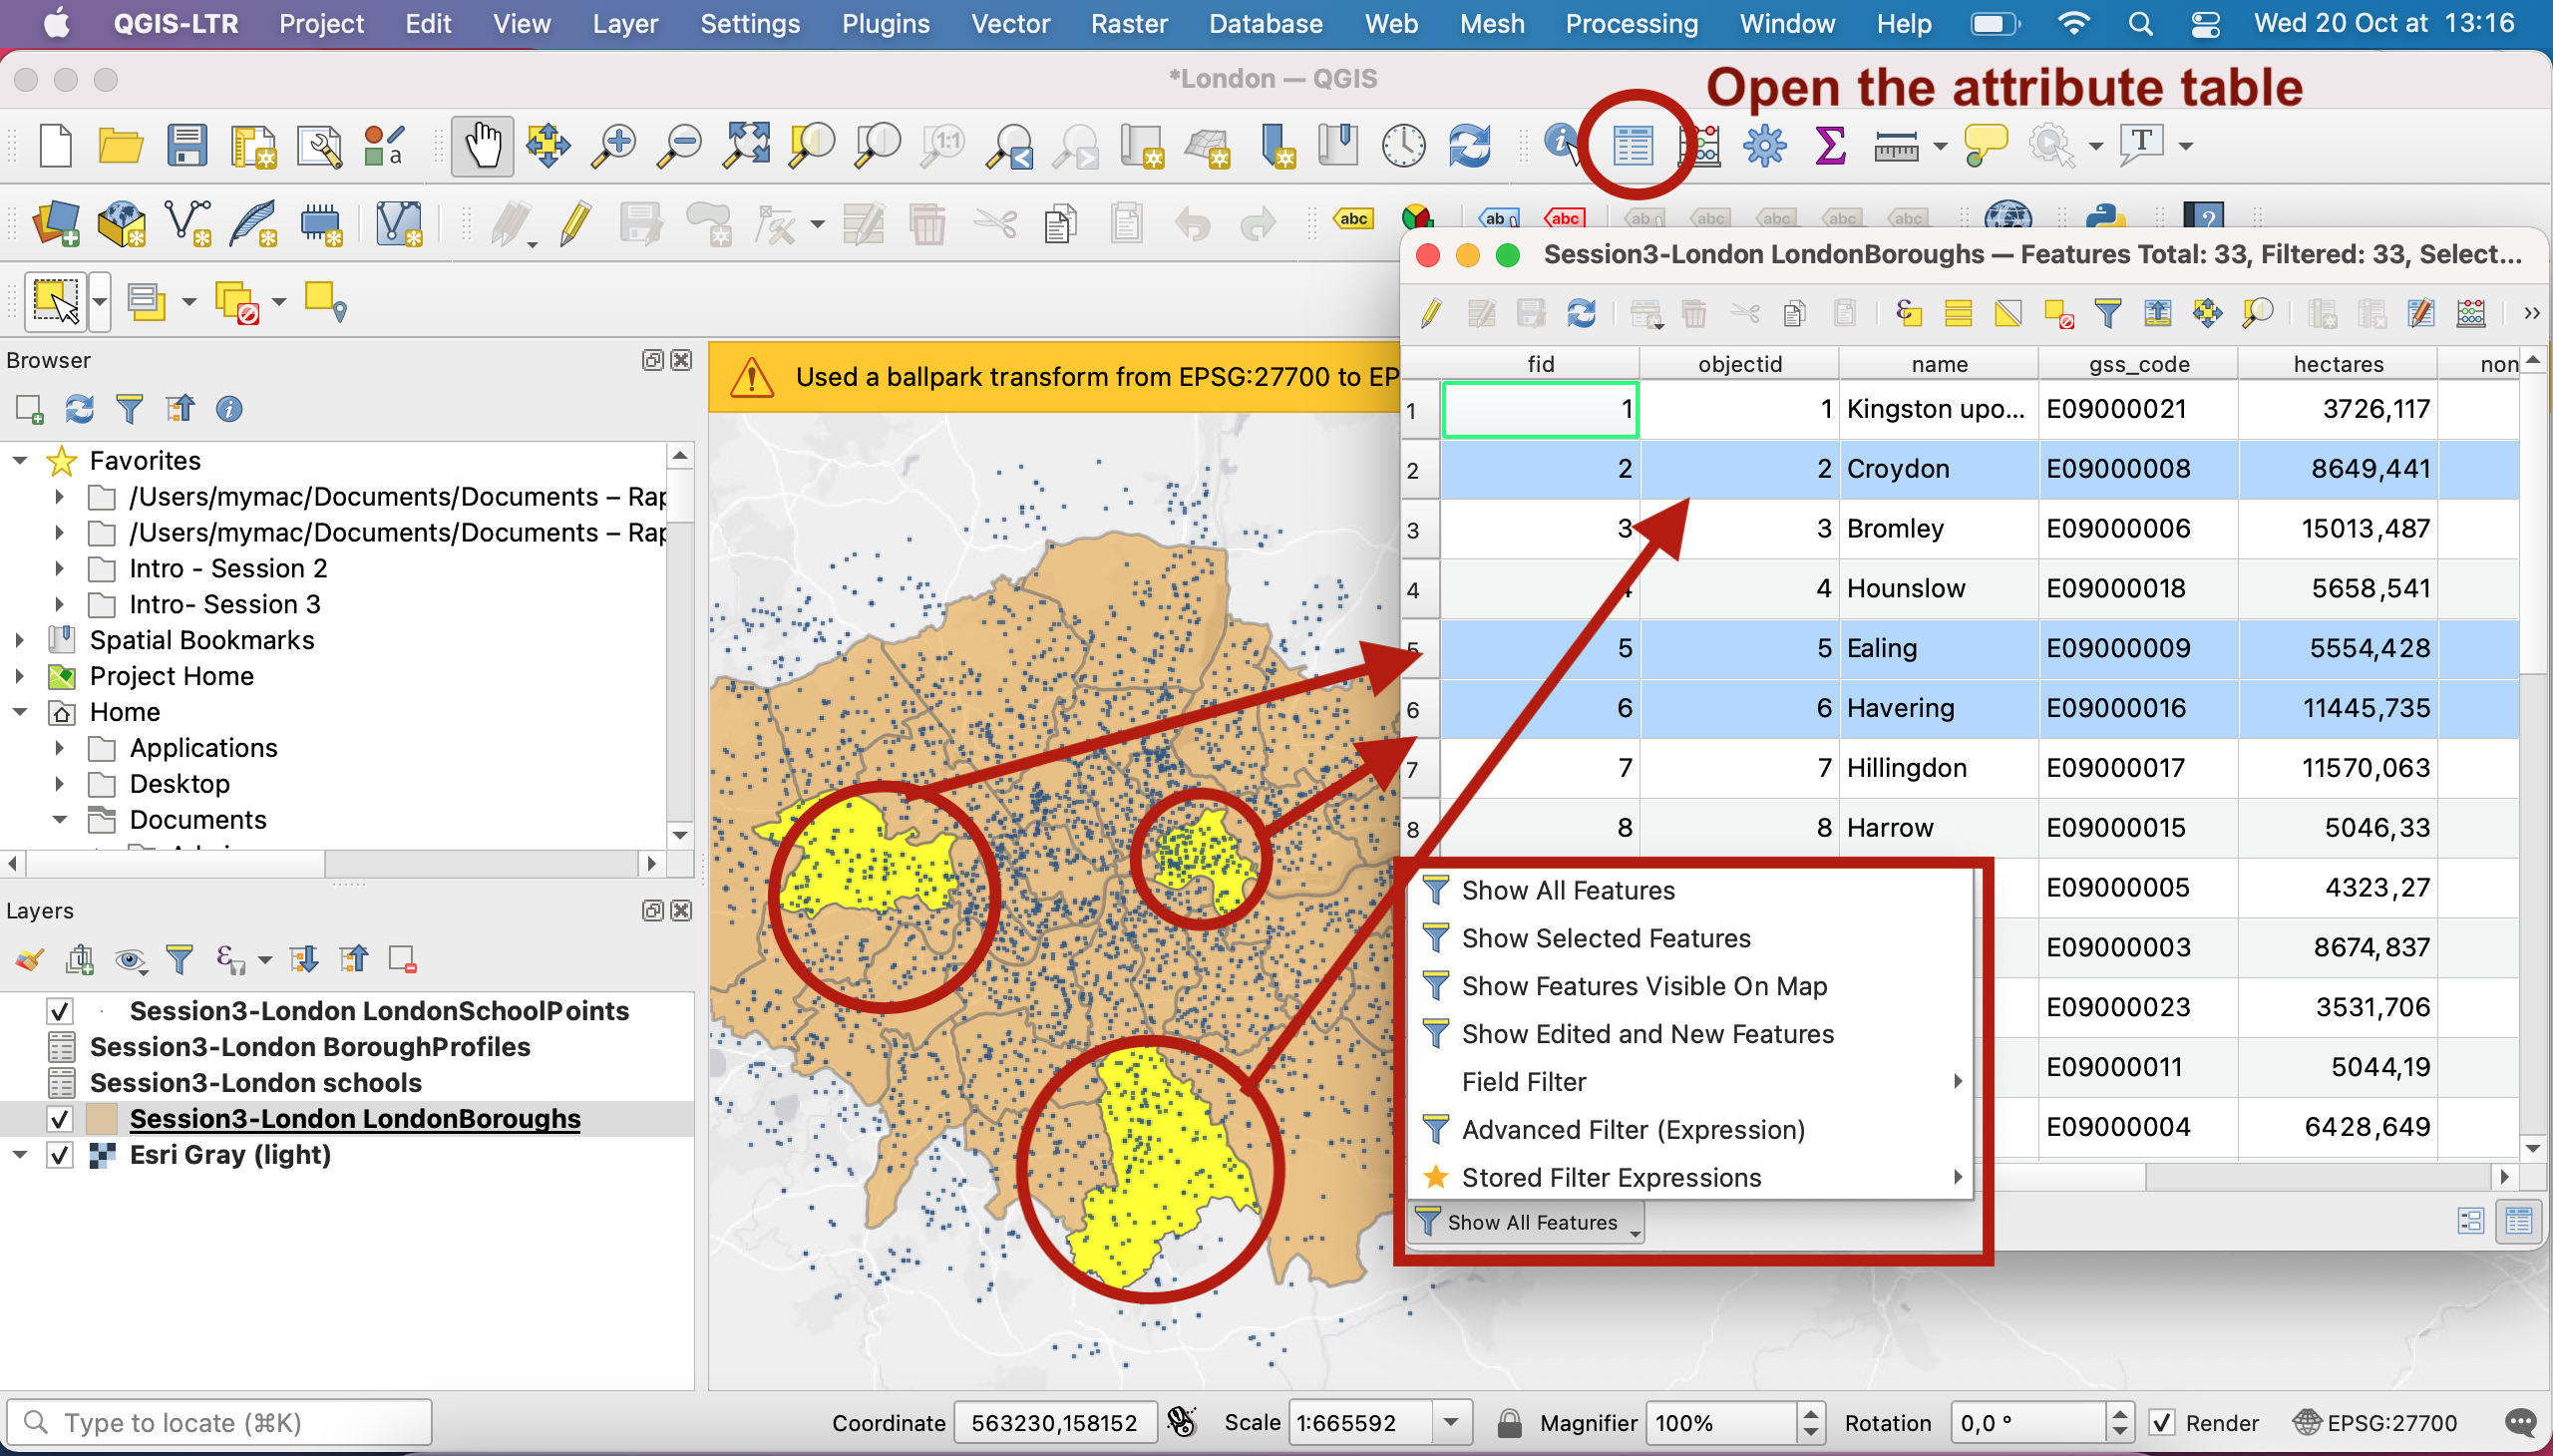 QGIS-LTR Project Edit View Layer Settings Plugins Vector Raster Database Web Mesh Processing Window Help Wed 20 Oct at 13:16
*London — QGIS
Open the attribute table
1:1
a
T
abc
ab
abc
ab
abc
abc
abc
abc
Session3-London LondonBoroughs — Features Total: 33, Filtered: 33, Select...
Browser
Used a ballpark transform from EPSG:27700 to EP
Favorites
/Users/mymac/Documents/Documents – Rap
/Users/mymac/Documents/Documents – Rap
Intro - Session 2
Intro- Session 3
Spatial Bookmarks
Project Home
Home
Applications
Desktop
Documents
Layers
Session3-London LondonSchoolPoints
Session3-London BoroughProfiles
Session3-London schools
Session3-London LondonBoroughs
Esri Gray (light)
fid objectid name gss_code hectares non
1 1 1 Kingston upo... E09000021 3726,117
2 2 2 Croydon E09000008 8649,441
3 3 3 Bromley E09000006 15013,487
4 4 4 Hounslow E09000018 5658,541
5 5 5 Ealing E09000009 5554,428
6 6 6 Havering E09000016 11445,735
7 7 7 Hillingdon E09000017 11570,063
8 8 8 Harrow E09000015 5046,33
E09000005 4323,27
E09000003 8674,837
E09000023 3531,706
E09000011 5044,19
E09000004 6428,649
Show All Features
Show Selected Features
Show Features Visible On Map
Show Edited and New Features
Field Filter
Advanced Filter (Expression)
Stored Filter Expressions
Show All Features
Type to locate (⌘K)
Coordinate 563230,158152 Scale 1:665592 Magnifier 100% Rotation 0,0 ° Render EPSG:27700